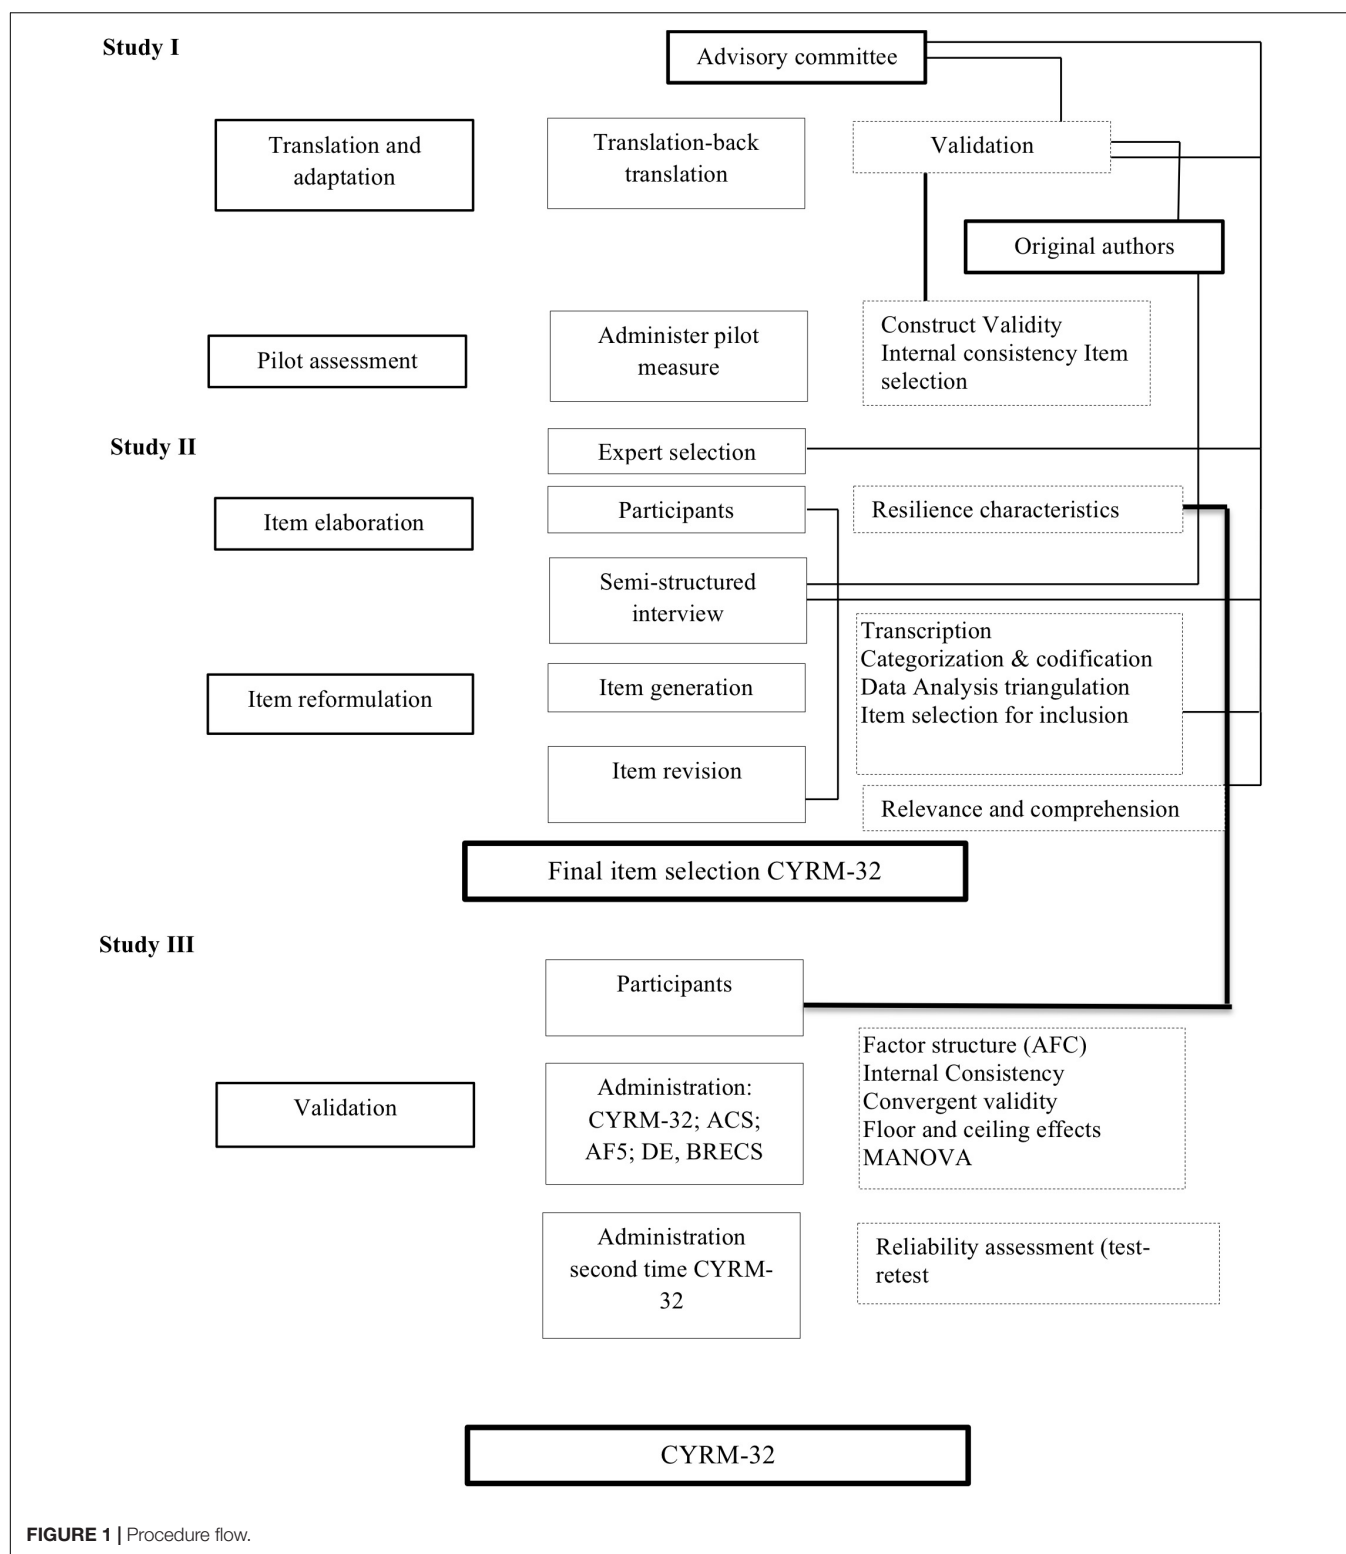 Study I
Advisory committee
Translation and
adaptation
Translation-back
translation
Validation
Original authors
Pilot assessment
Administer pilot
measure
Construct Validity
Internal consistency Item
selection
Study II
Expert selection
Item elaboration
Participants
Resilience characteristics
Semi-structured
interview
Transcription
Categorization & codification
Data Analysis triangulation
Item selection for inclusion
Item reformulation
Item generation
Item revision
Relevance and comprehension
Final item selection CYRM-32
Study III
Participants
Validation
Administration:
CYRM-32; ACS;
AF5; DE, BRECS
Factor structure (AFC)
Internal Consistency
Convergent validity
Floor and ceiling effects
MANOVA
Administration
second time CYRM-
32
Reliability assessment (test-
retest
CYRM-32
FIGURE 1 | Procedure flow.